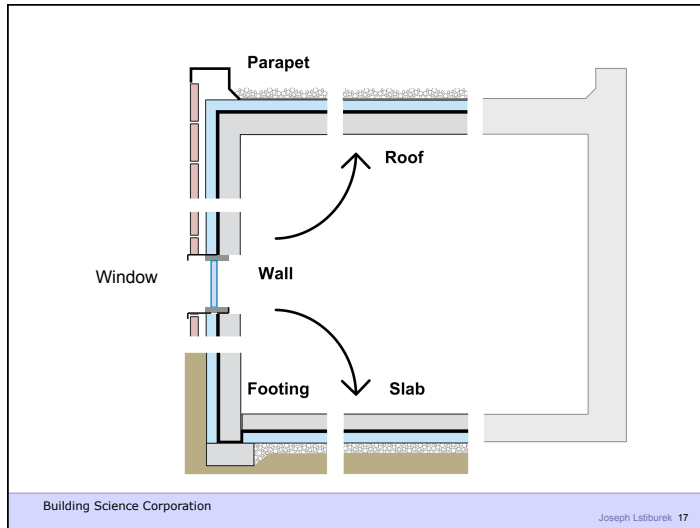 Parapet
Roof
Window
Wall
Footing
Slab
Building Science Corporation
Joseph Lstiburek 17